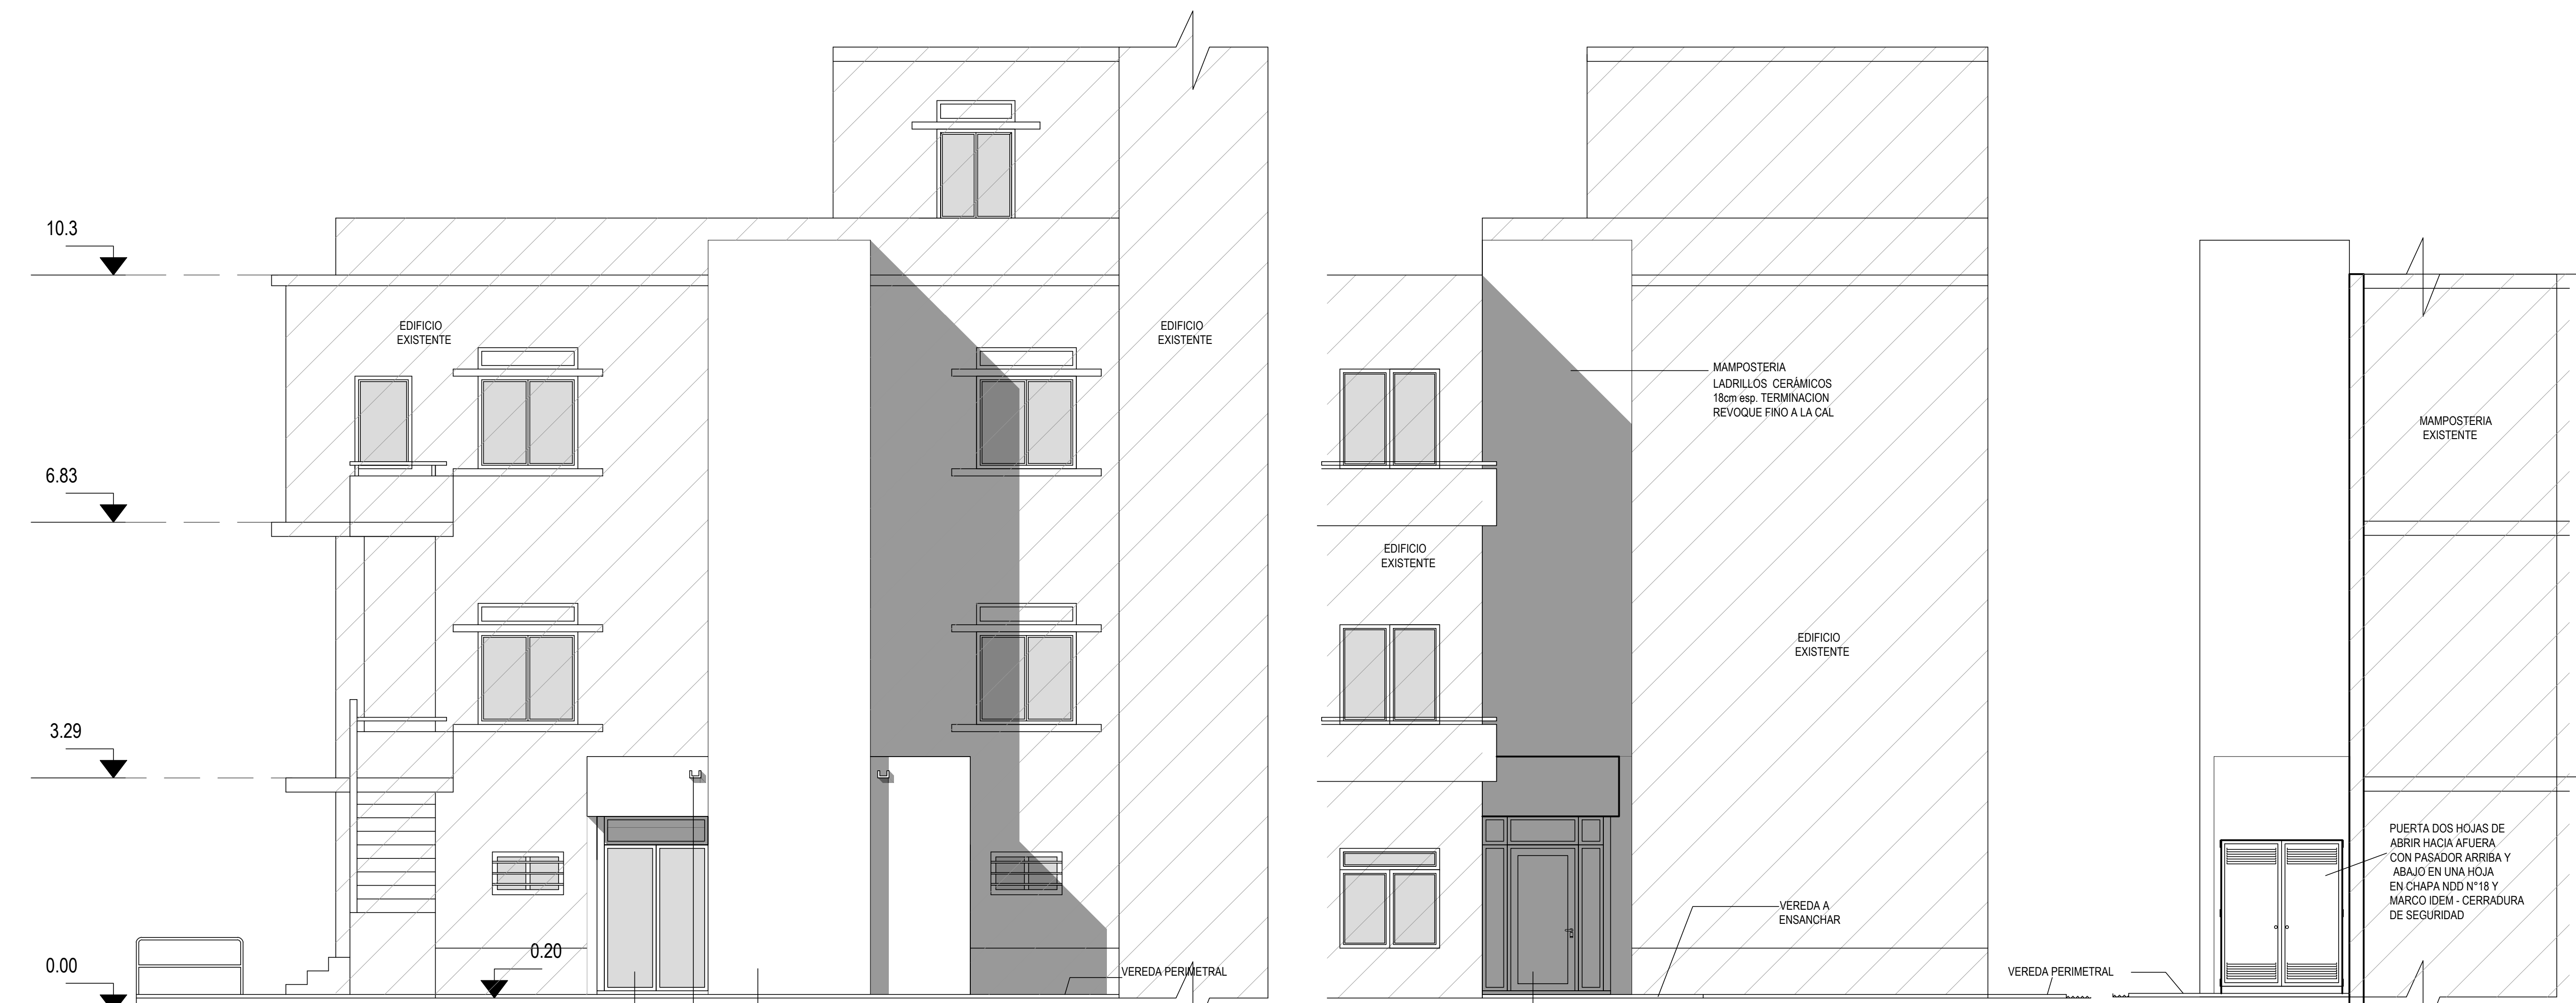 10.3
6.83
3.29
0.00
0.20
EDIFICIO
EXISTENTE
EDIFICIO
EXISTENTE
VEREDA PERIMETRAL
EDIFICIO
EXISTENTE
MAMPOSTERIA
LADRILLOS CERÁMICOS
18cm esp. TERMINACION
REVOQUE FINO A LA CAL
EDIFICIO
EXISTENTE
VEREDA A
ENSANCHAR
VEREDA PERIMETRAL
MAMPOSTERIA
EXISTENTE
PUERTA DOS HOJAS DE
ABRIR HACIA AFUERA
CON PASADOR ARRIBA Y
ABAJO EN UNA HOJA
EN CHAPA NDD N°18 Y
MARCO IDEM - CERRADURA
DE SEGURIDAD